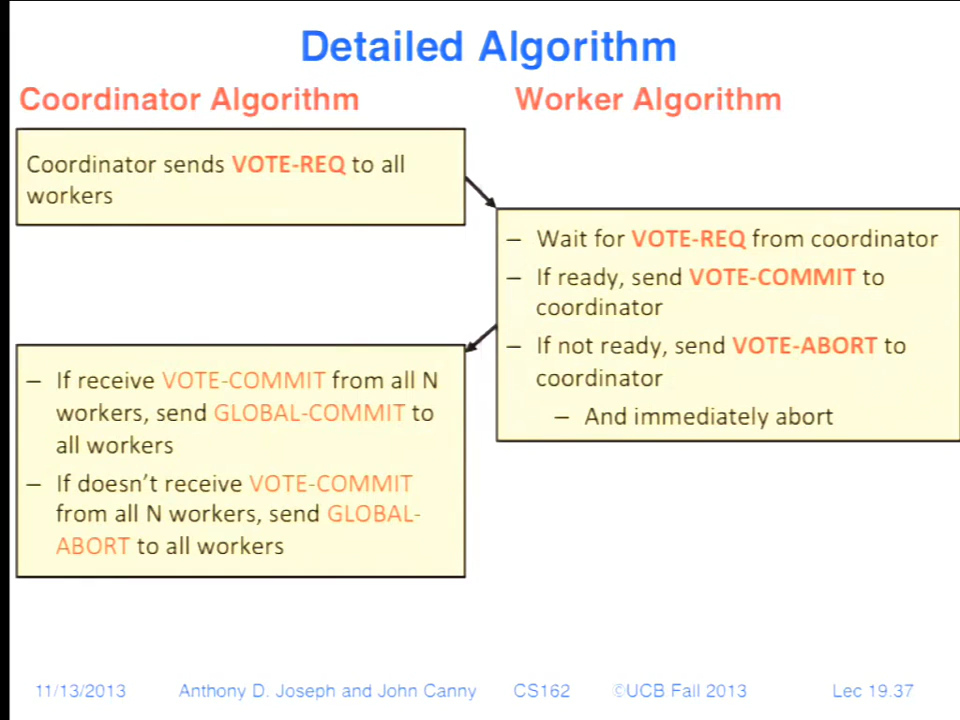 Detailed Algorithm
Coordinator Algorithm
Worker Algorithm
Coordinator sends VOTE-REQ to all
workers
– Wait for VOTE-REQ from coordinator
– If ready, send VOTE-COMMIT to
coordinator
– If not ready, send VOTE-ABORT to
coordinator
– And immediately abort
– If receive VOTE-COMMIT from all N
workers, send GLOBAL-COMMIT to
all workers
– If doesn't receive VOTE-COMMIT
from all N workers, send GLOBAL-
ABORT to all workers
11/13/2013 Anthony D. Joseph and John Canny CS162 ©UCB Fall 2013 Lec 19.37